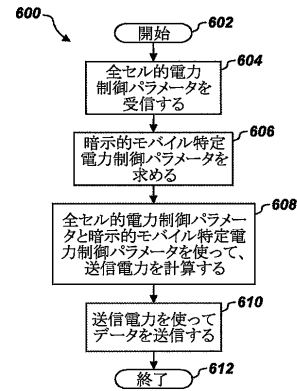 600
602
開始
604
全セル的電力
制御パラメータを
受信する
606
暗示的モバイル特定
電力制御パラメータを
求める
608
全セル的電力制御パラメー
タと暗示的モバイル特定電
力制御パラメータを使って、
送信電力を計算する
610
送信電力を使って
データを送信する
612
終了